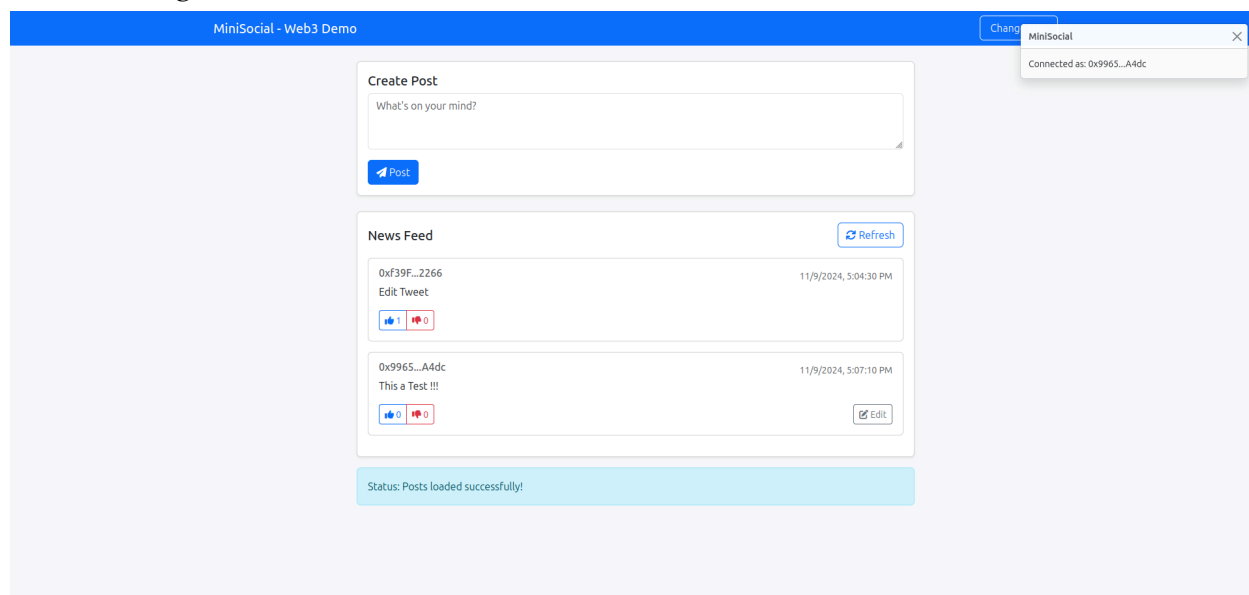 MiniSocial - Web3 Demo
MiniSocial
Connected as: 0x9965...A4dc
Create Post
What's on your mind?
Post
News Feed
Refresh
0xf39F...2266
11/9/2024, 5:04:30 PM
Edit Tweet
1 0
0x9965...A4dc
11/9/2024, 5:07:10 PM
This a Test !!!
0 0
Edit
Status: Posts loaded successfully!